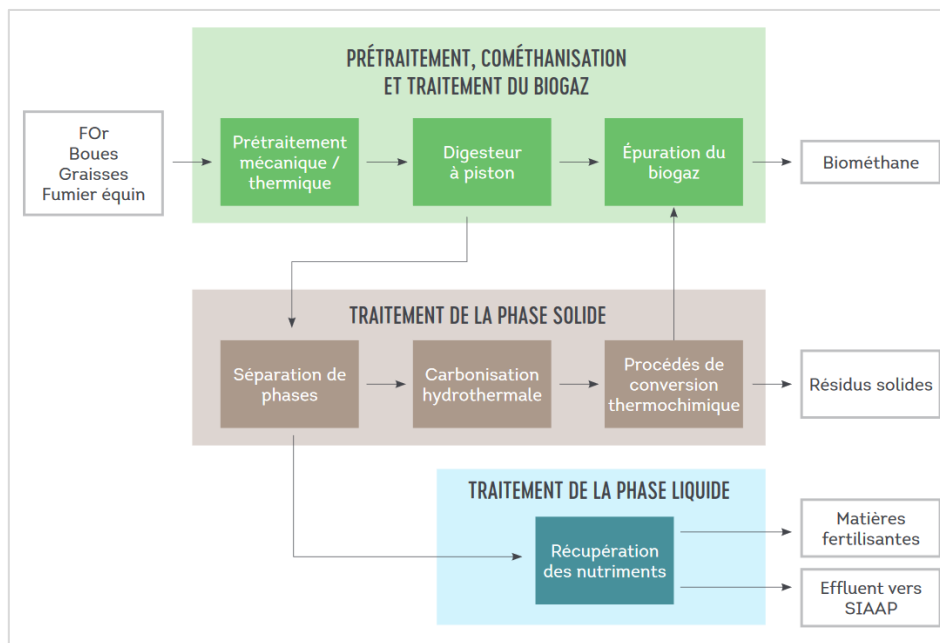 PRÉTRAITEMENT, COMÉTHANISATION
ET TRAITEMENT DU BIOGAZ
FOr
Boues
Graisses
Fumier équin
Prétraitement
mécanique /
thermique
Digesteur
à piston
Épuration du
biogaz
Biométhane
TRAITEMENT DE LA PHASE SOLIDE
Séparation de
phases
Carbonisation
hydrothermale
Procédés de
conversion
thermochimique
Résidus solides
TRAITEMENT DE LA PHASE LIQUIDE
Récupération
des nutriments
Matières
fertilisantes
Effluent vers
SIAAP